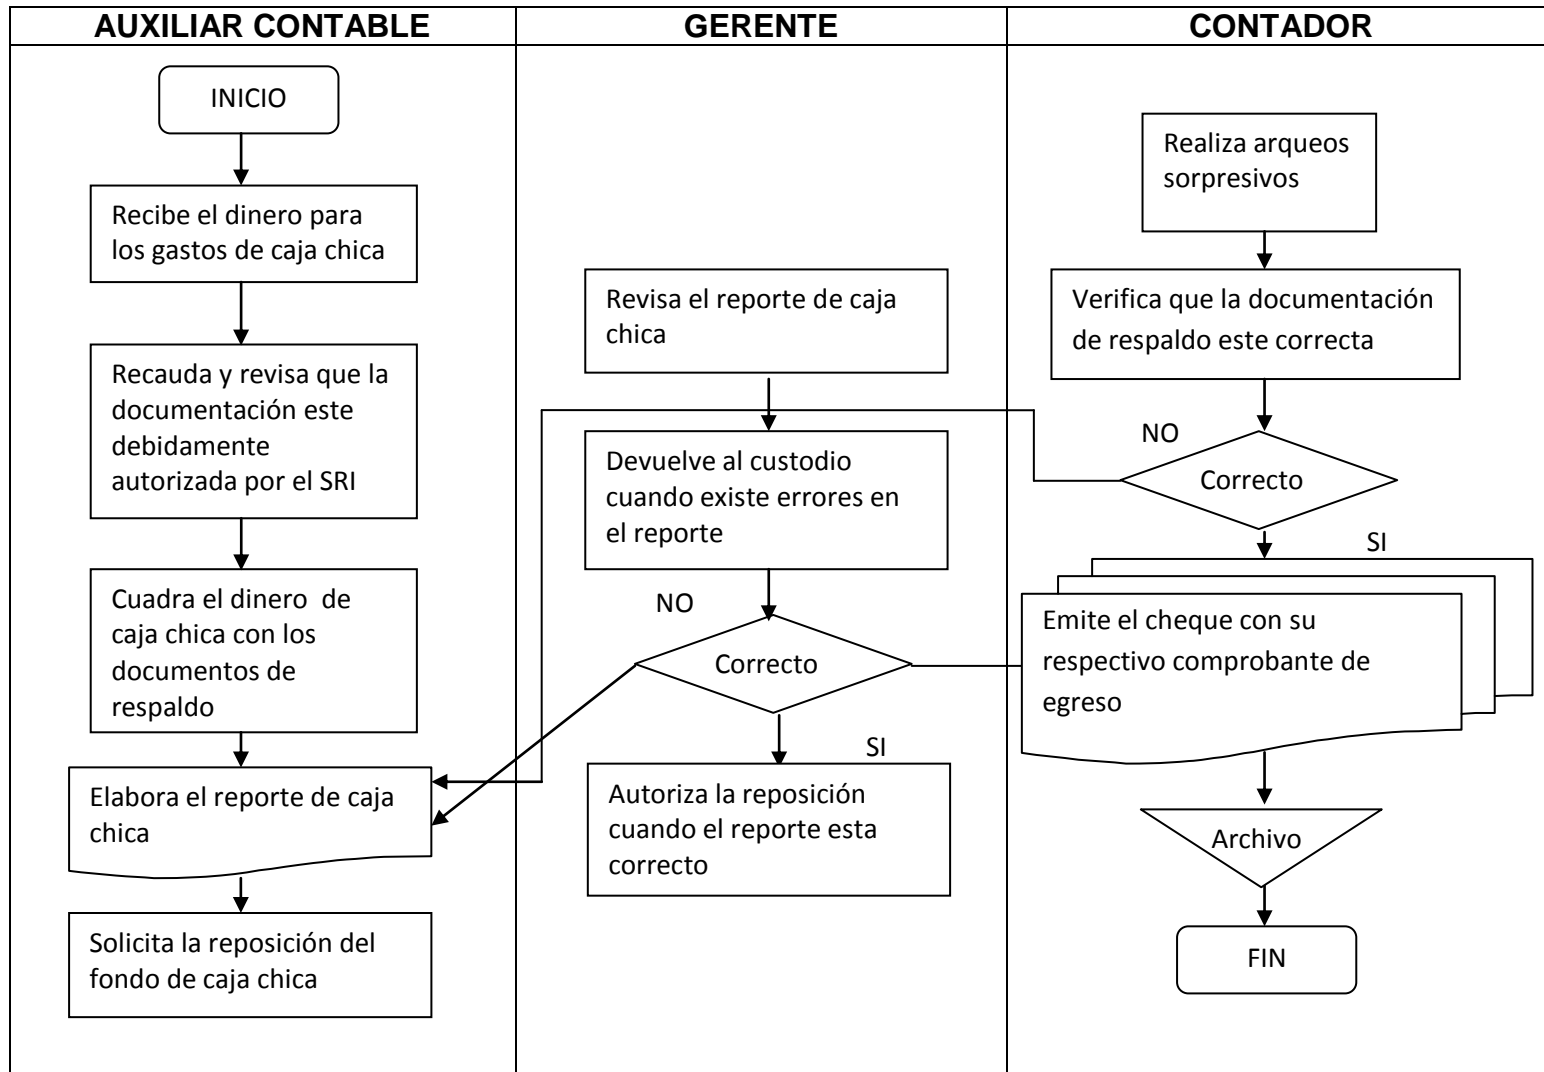 AUXILIAR CONTABLE
INICIO
Recibe el dinero para
los gastos de caja chica
Recauda y revisa que la
documentación este
debidamente
autorizada por el SRI
Cuadra el dinero de
caja chica con los
documentos de
respaldo
Elabora el reporte de caja
chica
Solicita la reposición del
fondo de caja chica
GERENTE
Revisa el reporte de caja
chica
Devuelve al custodio
cuando existe errores en
el reporte
NO
Correcto
SI
Autoriza la reposición
cuando el reporte esta
correcto
CONTADOR
Realiza arqueos
sorpresivos
Verifica que la documentación
de respaldo este correcta
NO
Correcto
SI
Emite el cheque con su
respectivo comprobante de
egreso
Archivo
FIN